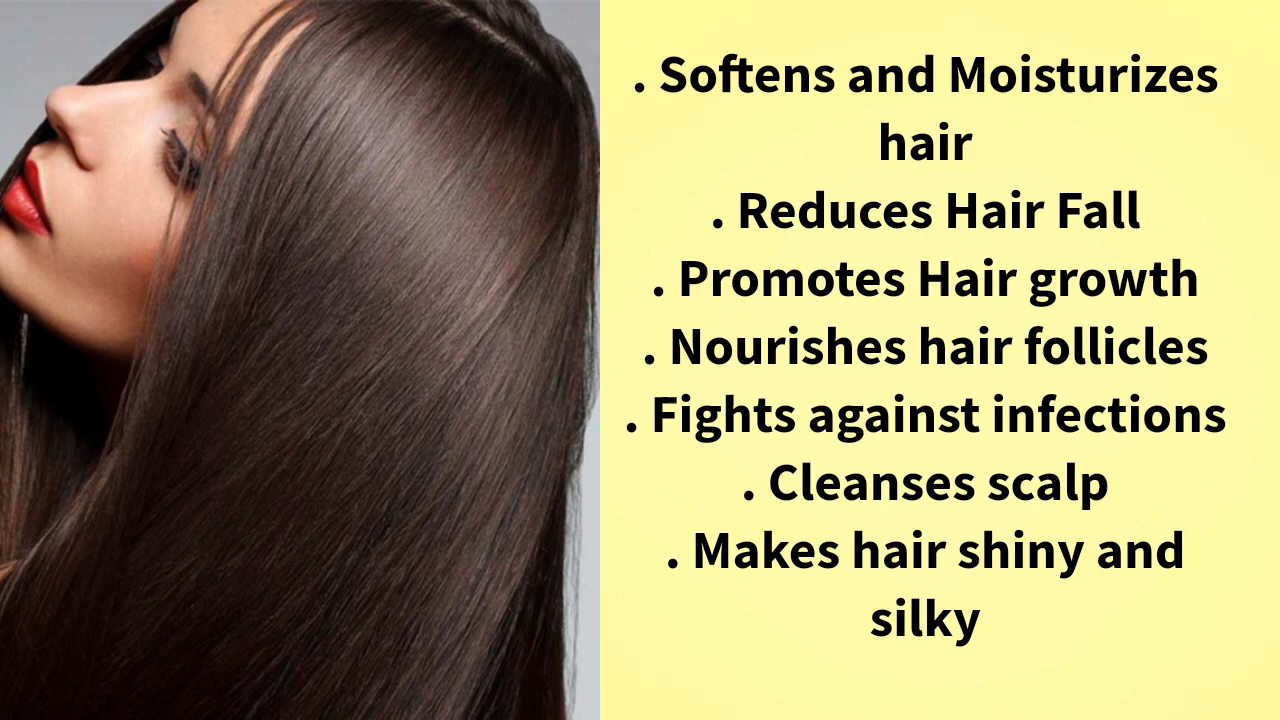 . Softens and Moisturizes
hair
. Reduces Hair Fall
. Promotes Hair growth
. Nourishes hair follicles
. Fights against infections
. Cleanses scalp
. Makes hair shiny and
silky